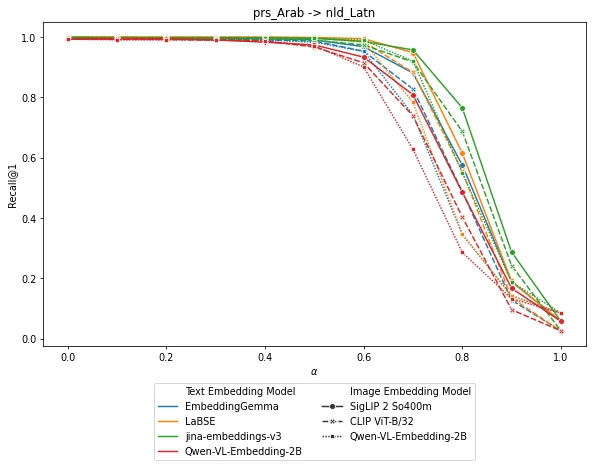 prs_Arab -> nld_Latn
1.0
0.8
0.6
0.4
0.2
0.0
Recall@1
0.0 0.2 0.4 0.6 0.8 1.0
α
Text Embedding Model
EmbeddingGemma
LaBSE
jina-embeddings-v3
Qwen-VL-Embedding-2B
Image Embedding Model
SigLIP 2 So400m
CLIP ViT-B/32
Qwen-VL-Embedding-2B